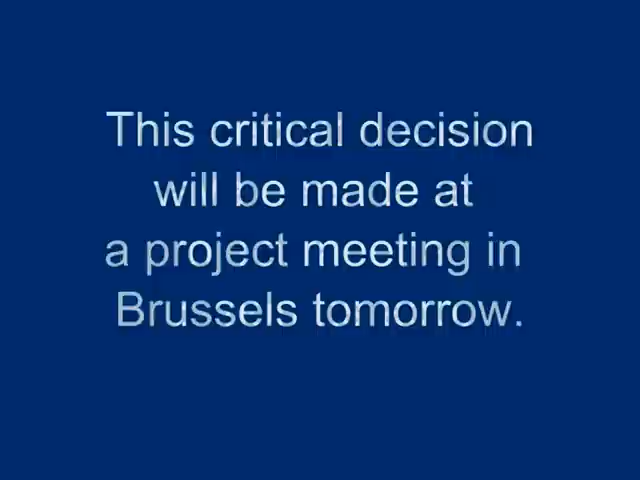 This critical decision
will be made at
a project meeting in
Brussels tomorrow.